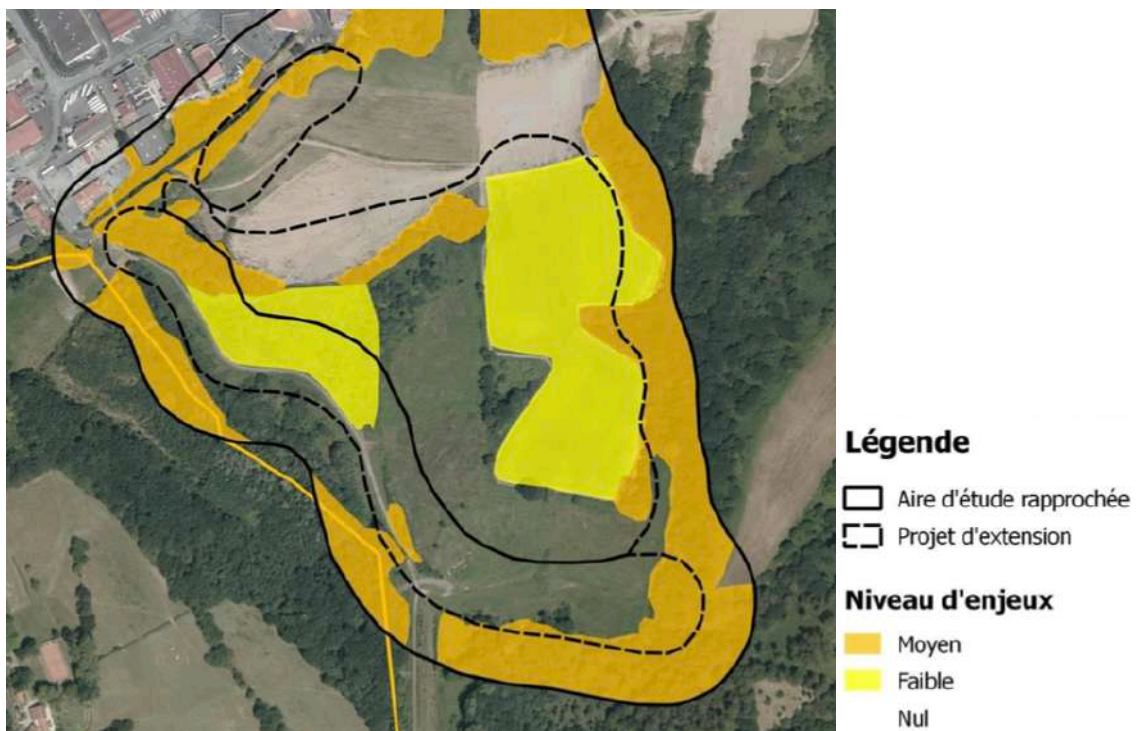 Légende
Aire d'étude rapprochée
Projet d'extension
Niveau d'enjeux
Moyen
Faible
Nul